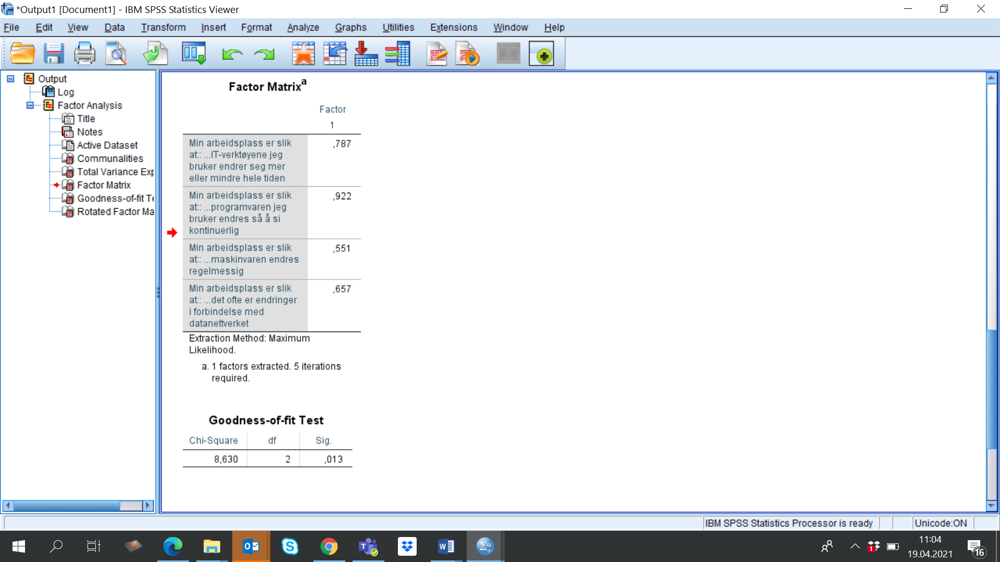 *Output1 [Document1] - IBM SPSS Statistics Viewer
File Edit View Data Transform Insert Format Analyze Graphs Utilities Extensions Window Help
Output
Log
Factor Analysis
Title
Notes
Active Dataset
Communalities
Total Variance Exp
Factor Matrix
Goodness-of-fit Te
Rotated Factor Ma
Factor Matrixa
Factor
1
Min arbeidsplass er slik
at:: ...IT-verktøyene jeg
bruker endrer seg mer
eller mindre hele tiden
,787
Min arbeidsplass er slik
at:: ...programvaren jeg
bruker endres så å si
kontinuerlig
,922
Min arbeidsplass er slik
at:: ...maskinvaren endres
regelmessig
,551
Min arbeidsplass er slik
at:: ...det ofte er endringer
i forbindelse med
datanettverket
,657
Extraction Method: Maximum
Likelihood.
a. 1 factors extracted. 5 iterations
required.
Goodness-of-fit Test
Chi-Square df Sig.
8,630 2 ,013
IBM SPSS Statistics Processor is ready Unicode:ON
11:04
19.04.2021
16
1